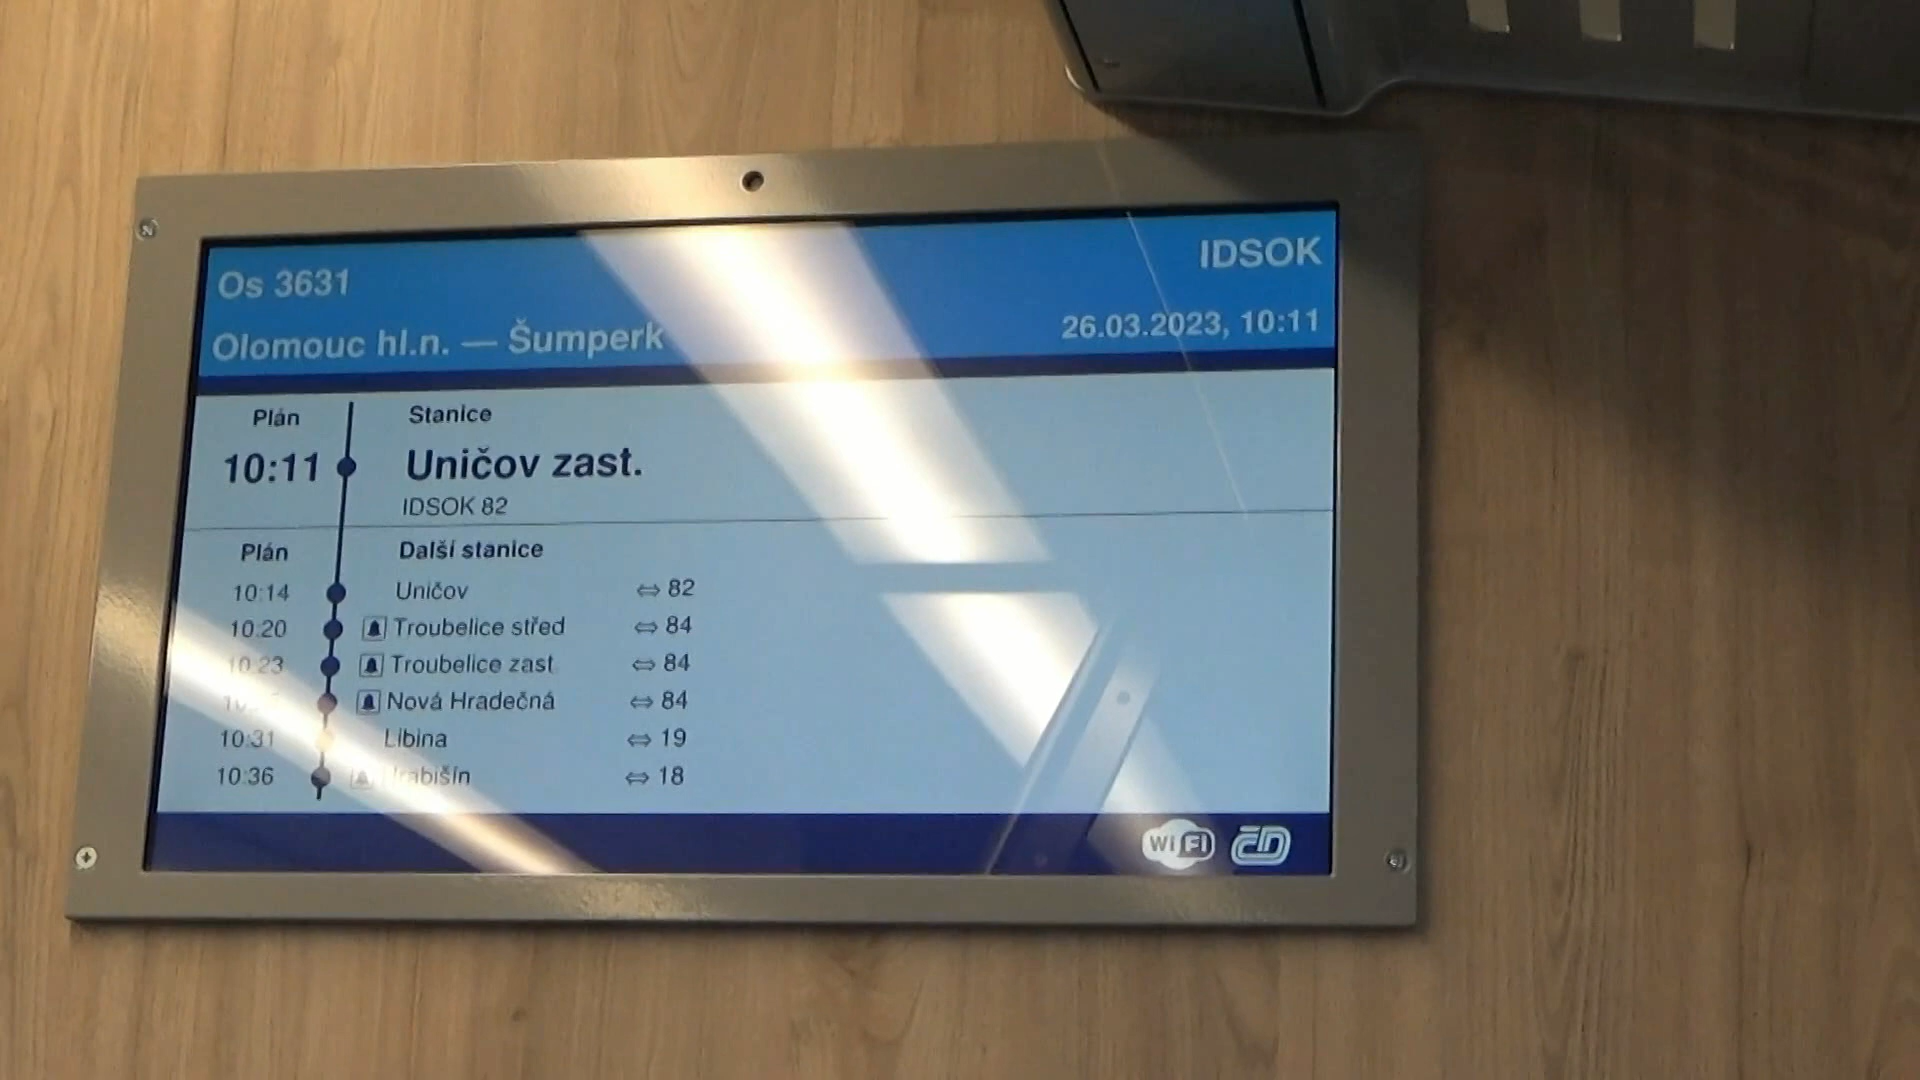 IDSOK
Os 3631
Olomouc hl.n. — Šumperk
26.03.2023, 10:11
Plán Stanice
10:11 Uničov zast.
IDSOK 82
Plán Další stanice
10:14 Uničov ⇔ 82
10:20 Troubelice střed ⇔ 84
10:23 Troubelice zast ⇔ 84
Nová Hradečná ⇔ 84
10:31 Libina ⇔ 19
10:36 ⇔ 18
WiFi ČD